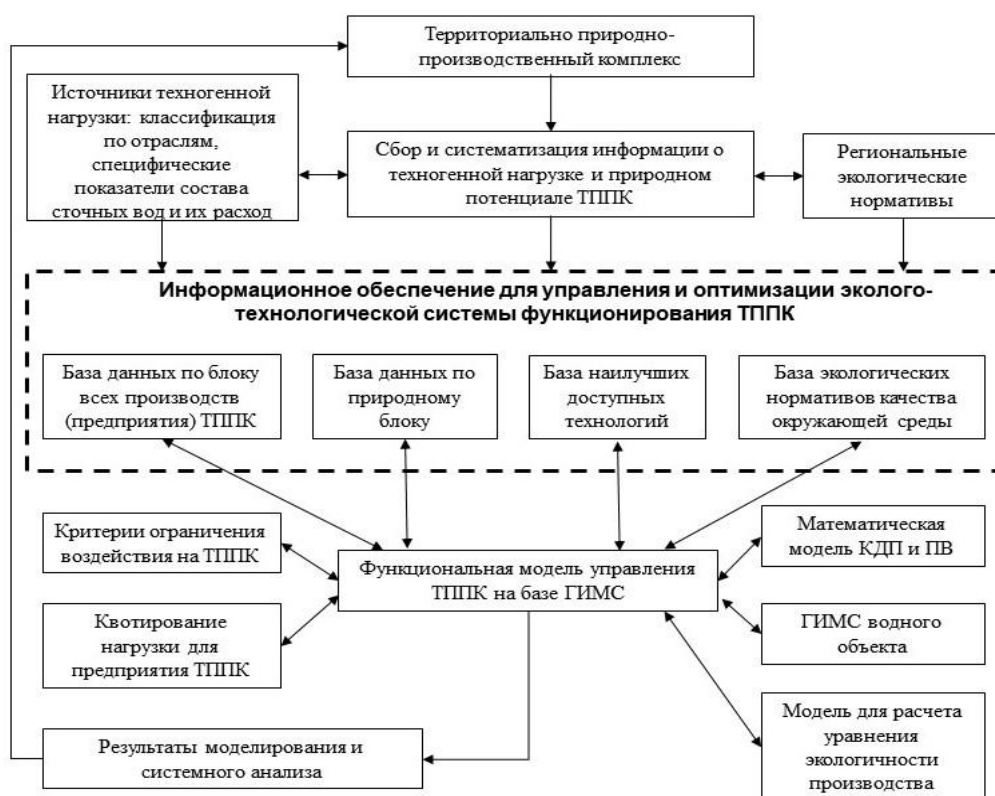 Территориально природно-
производственный комплекс
Источники техногенной
нагрузки: классификация
по отраслям,
специфические
показатели состава
сточных вод и их расход
Сбор и систематизация информации о
техногенной нагрузке и природном
потенциале ТППК
Региональные
экологические
нормативы
Информационное обеспечение для управления и оптимизации эколого-
технологической системы функционирования ТППК
База данных по блоку
всех производств
(предприятия) ТППК
База данных по
природному
блоку
База наилучших
доступных
технологий
База экологических
нормативов качества
окружающей среды
Критерии ограничения
воздействия на ТППК
Функциональная модель управления
ТППК на базе ГИМС
Математическая
модель КДП и ПВ
Квотирование
нагрузки для
предприятия ТППК
ГИМС водного
объекта
Результаты моделирования и
системного анализа
Модель для расчета
уравнения
экологичности
производства